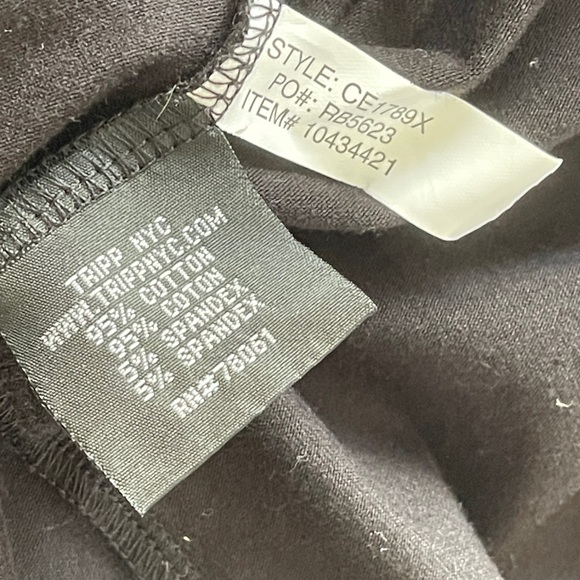 STYLE: CE1789X
PO#: RB5623
ITEM# 10434421
TRIPP NYC
WWW.TRIPPNYC.COM
95% COTTON
95% COTON
5% SPANDEX
5% SPANDEX
RN#78061